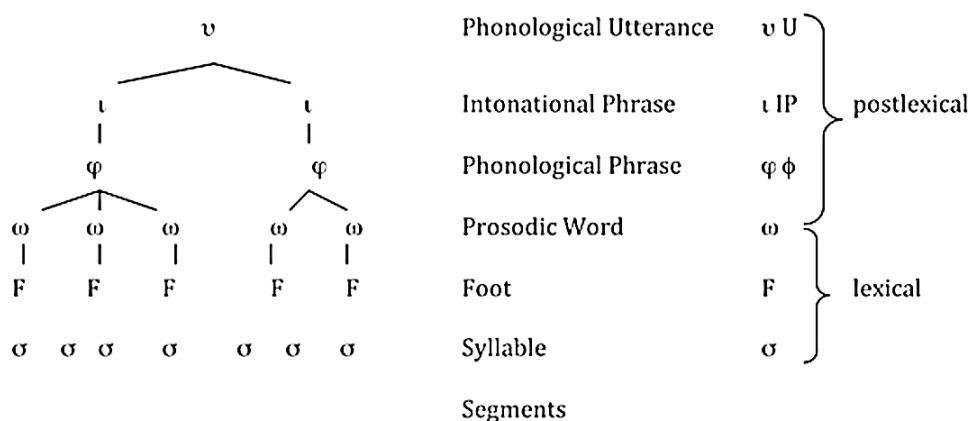 υ Phonological Utterance υ U
ι ι Intonational Phrase ι IP postlexical
φ φ Phonological Phrase φ ϕ
ω ω ω ω ω Prosodic Word ω
F F F F F Foot F lexical
σ σ σ σ σ σ σ Syllable σ
Segments